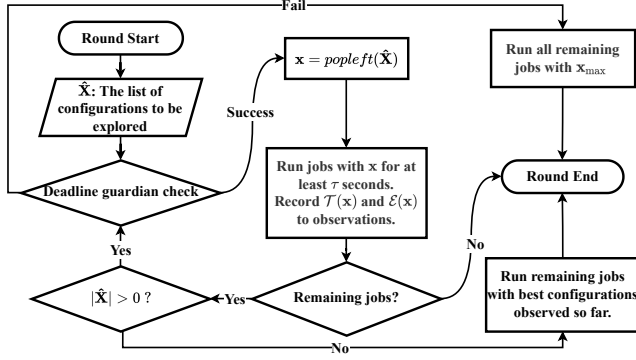 Fail
Round Start
X̂: The list of
configurations to be
explored
Deadline guardian check
Success
x = popleft(X̂)
Run jobs with x for at
least τ seconds.
Record 𝒯(x) and ℰ(x)
to observations.
Remaining jobs?
Yes
No
|X̂| > 0 ?
Yes
No
Run all remaining
jobs with x_max
Round End
Run remaining jobs
with best configurations
observed so far.